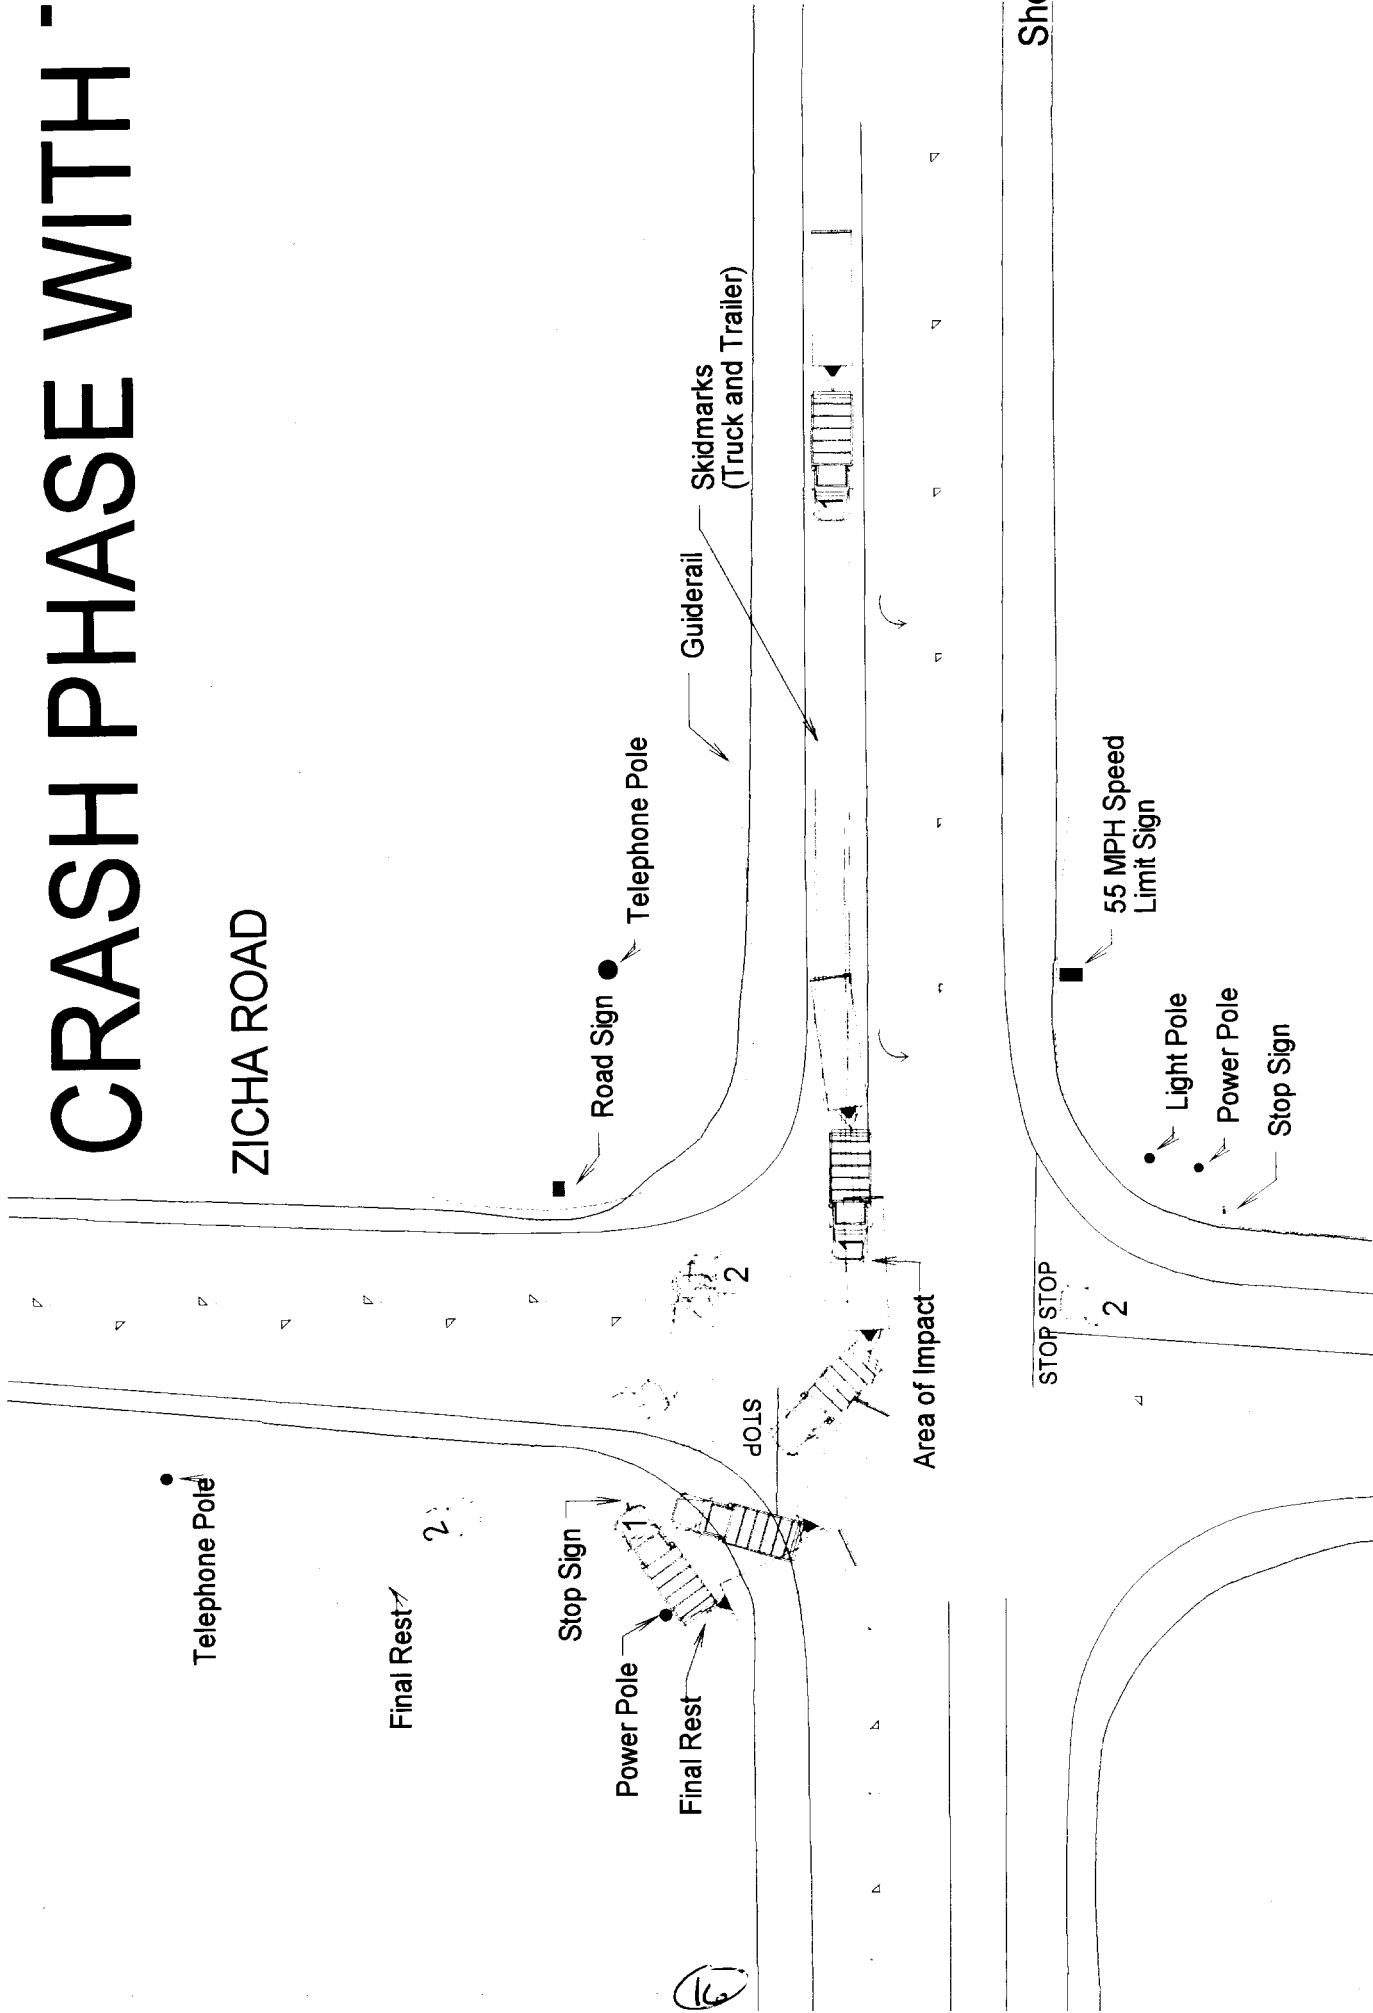 CRASH PHASE WITH
ZICHA ROAD
Sho
Skidmarks
(Truck and Trailer)
Guiderail
Telephone Pole
Road Sign
Telephone Pole
Final Rest
Stop Sign
Power Pole
Final Rest
STOP
Area of Impact
STOP STOP
55 MPH Speed
Limit Sign
Light Pole
Power Pole
Stop Sign
1
1
1
2
2
2
16